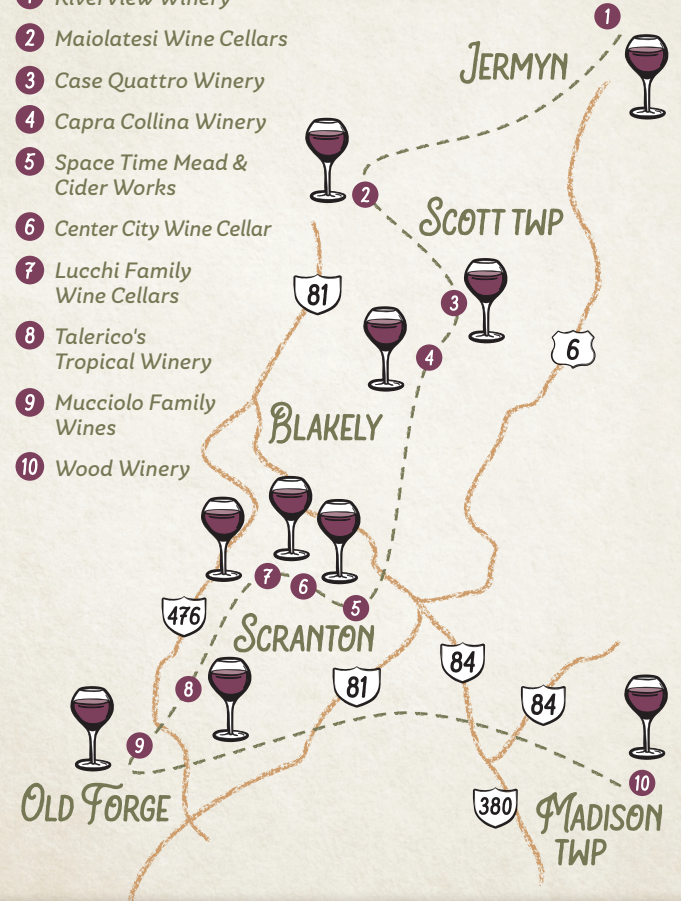 1 Riverview Winery
2 Maiolatesi Wine Cellars
3 Case Quattro Winery
4 Capra Collina Winery
5 Space Time Mead &
Cider Works
6 Center City Wine Cellar
7 Lucchi Family
Wine Cellars
8 Talerico's
Tropical Winery
9 Mucciolo Family
Wines
10 Wood Winery
1
JERMYN
2
SCOTT TWP
81
3
6
4
BLAKELY
7
6
5
476
SCRANTON
84
81
8
84
9
10
OLD FORGE
380
MADISON
TWP